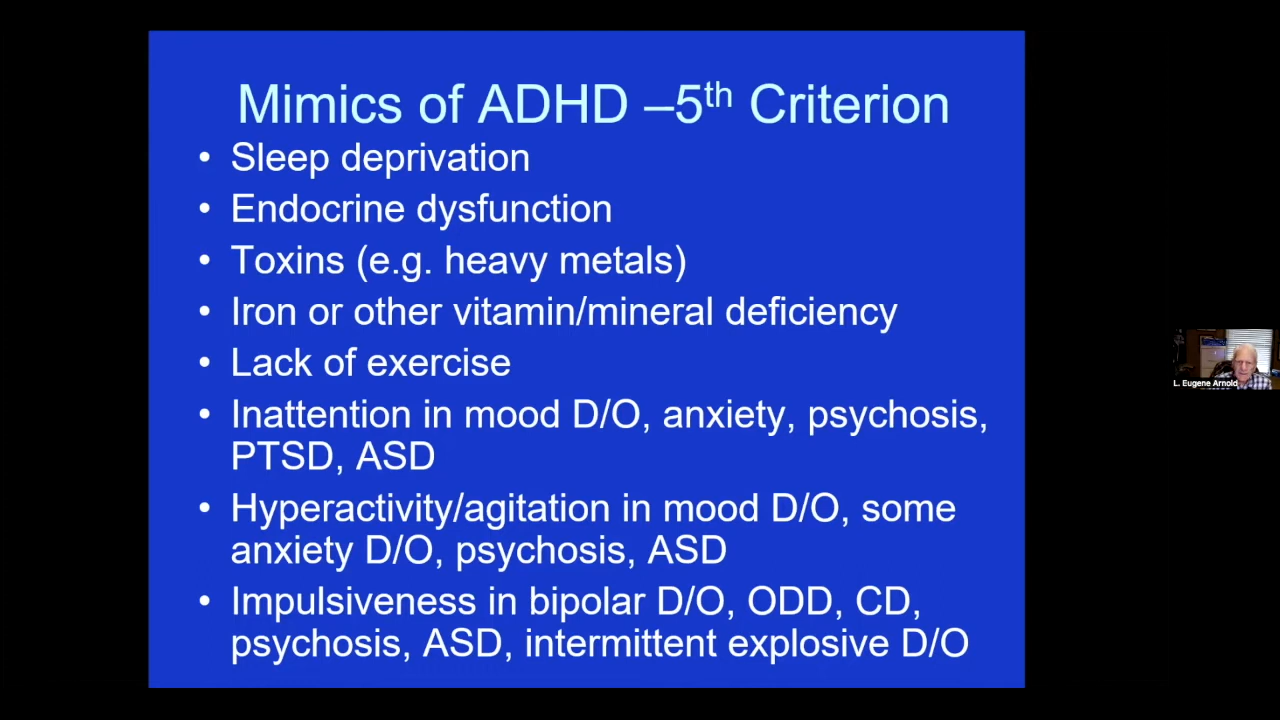 Mimics of ADHD –5th Criterion
• Sleep deprivation
• Endocrine dysfunction
• Toxins (e.g. heavy metals)
• Iron or other vitamin/mineral deficiency
• Lack of exercise
• Inattention in mood D/O, anxiety, psychosis,
PTSD, ASD
• Hyperactivity/agitation in mood D/O, some
anxiety D/O, psychosis, ASD
• Impulsiveness in bipolar D/O, ODD, CD,
psychosis, ASD, intermittent explosive D/O
L. Eugene Arnold